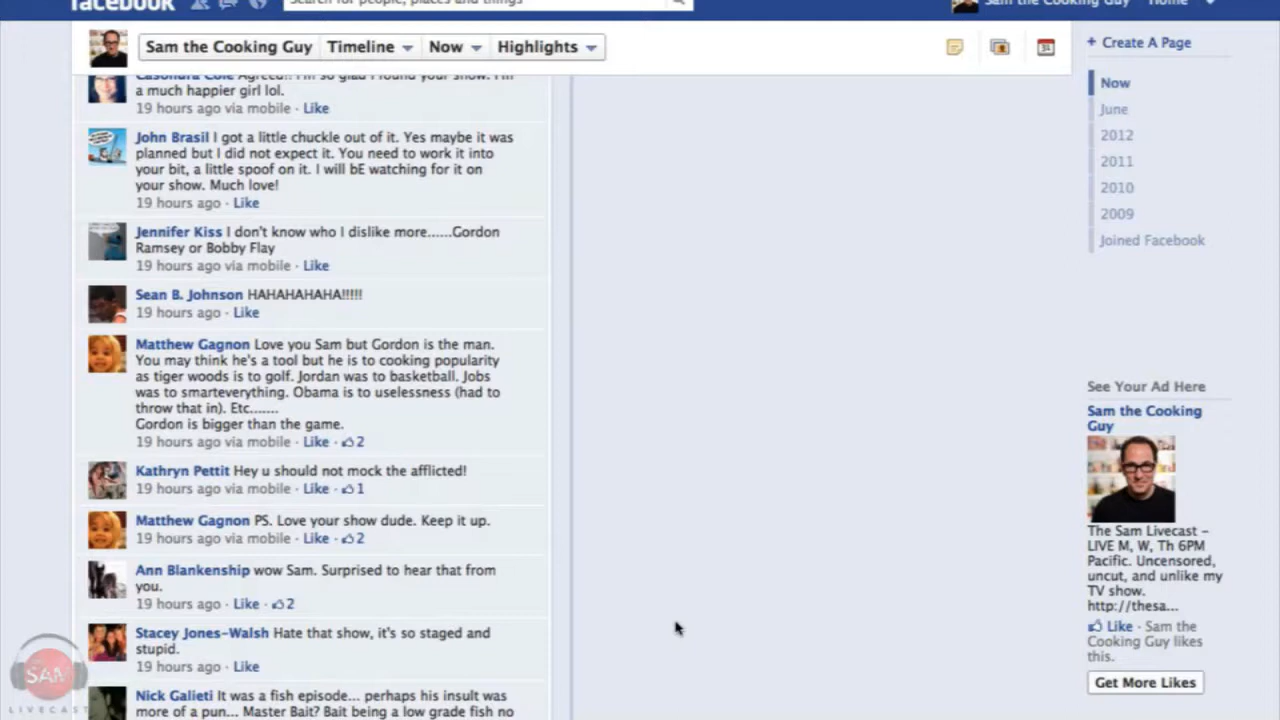 facebook
Search for people, places and things
Sam the Cooking Guy
Home
Sam the Cooking Guy
Timeline
Now
Highlights
31
+ Create A Page
Casondra Cole Agreed!! I'm so glad I found your show. I'm
a much happier girl lol.
19 hours ago via mobile · Like
John Brasil I got a little chuckle out of it. Yes maybe it was
planned but I did not expect it. You need to work it into
your bit, a little spoof on it. I will bE watching for it on
your show. Much love!
19 hours ago · Like
Jennifer Kiss I don't know who I dislike more......Gordon
Ramsey or Bobby Flay
19 hours ago via mobile · Like
Sean B. Johnson HAHAHAHAHA!!!!!
19 hours ago · Like
Matthew Gagnon Love you Sam but Gordon is the man.
You may think he's a tool but he is to cooking popularity
as tiger woods is to golf. Jordan was to basketball. Jobs
was to smarteverything. Obama is to uselessness (had to
throw that in). Etc.......
Gordon is bigger than the game.
19 hours ago via mobile · Like · 2
Kathryn Pettit Hey u should not mock the afflicted!
19 hours ago via mobile · Like · 1
Matthew Gagnon PS. Love your show dude. Keep it up.
19 hours ago via mobile · Like · 2
Ann Blankenship wow Sam. Surprised to hear that from
you.
19 hours ago · Like · 2
Stacey Jones-Walsh Hate that show, it's so staged and
stupid.
19 hours ago · Like
Nick Galieti It was a fish episode... perhaps his insult was
more of a pun... Master Bait? Bait being a low grade fish no
Now
June
2012
2011
2010
2009
Joined Facebook
See Your Ad Here
Sam the Cooking
Guy
The Sam Livecast -
LIVE M, W, Th 6PM
Pacific. Uncensored,
uncut, and unlike my
TV show.
http://thesa...
Like · Sam the
Cooking Guy likes
this.
Get More Likes
SAM
LIVECAST